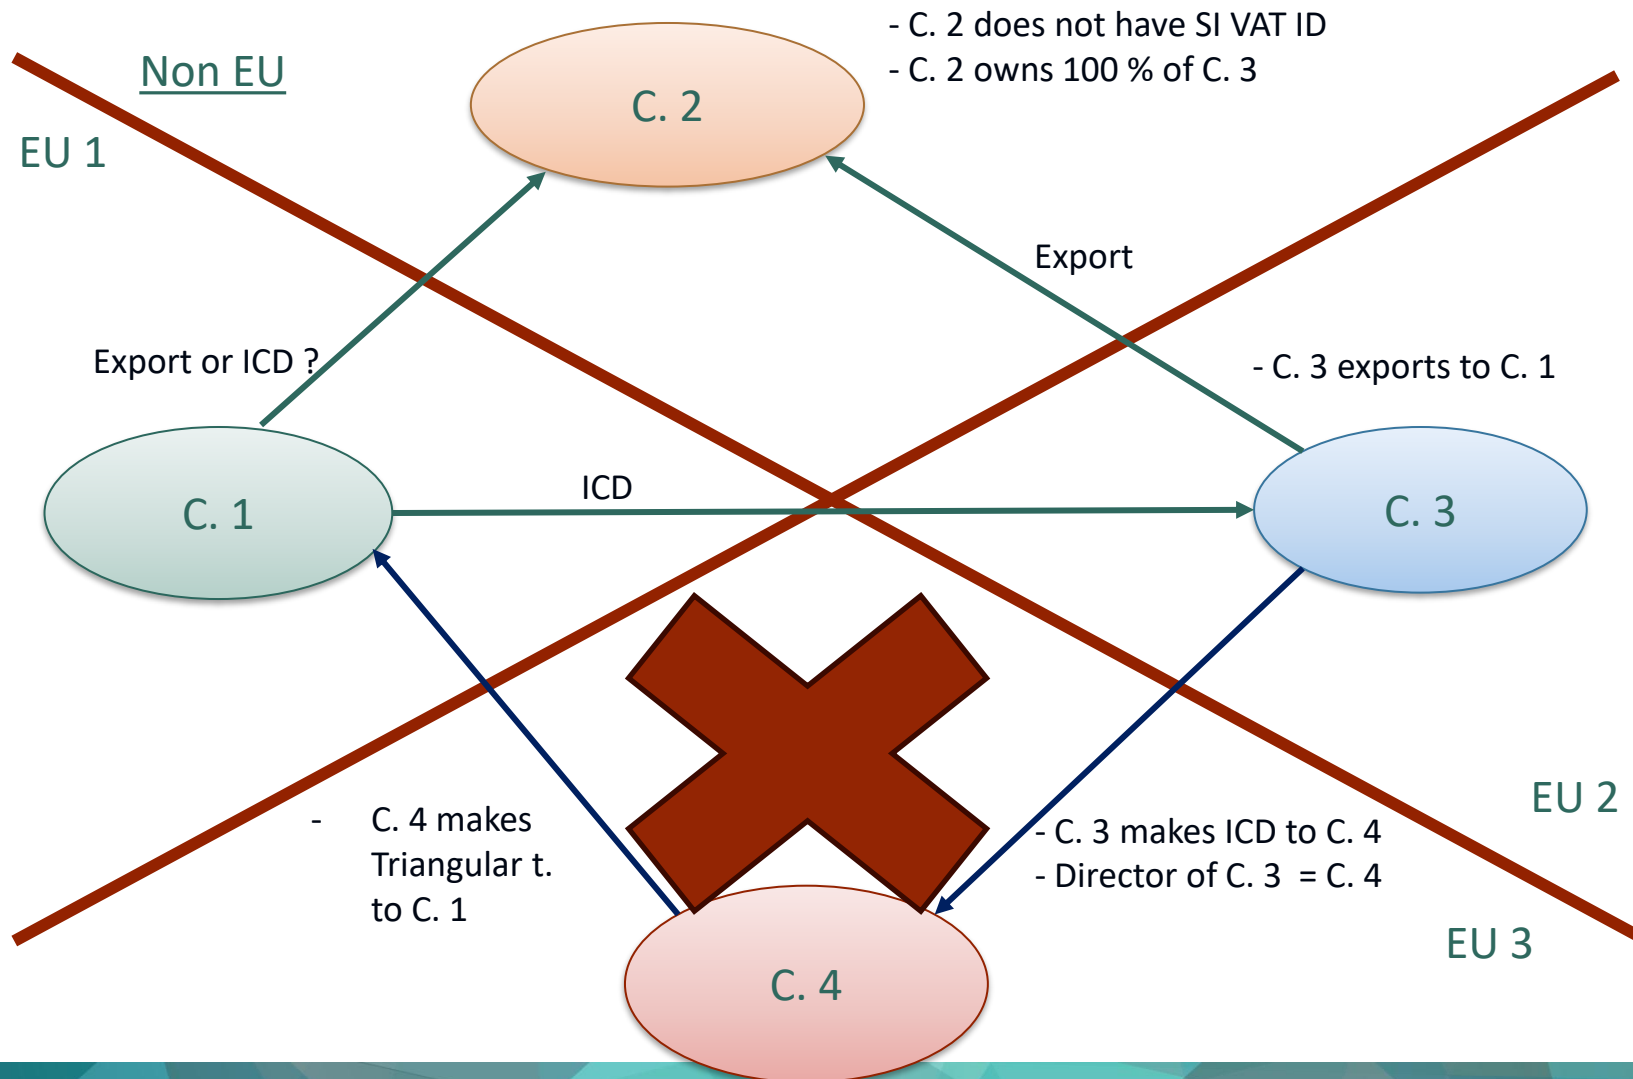 - C. 2 does not have SI VAT ID
- C. 2 owns 100 % of C. 3
Non EU
C. 2
EU 1
Export
Export or ICD ?
- C. 3 exports to C. 1
ICD
C. 1
C. 3
EU 2
- C. 4 makes
Triangular t.
to C. 1
- C. 3 makes ICD to C. 4
- Director of C. 3 = C. 4
EU 3
C. 4